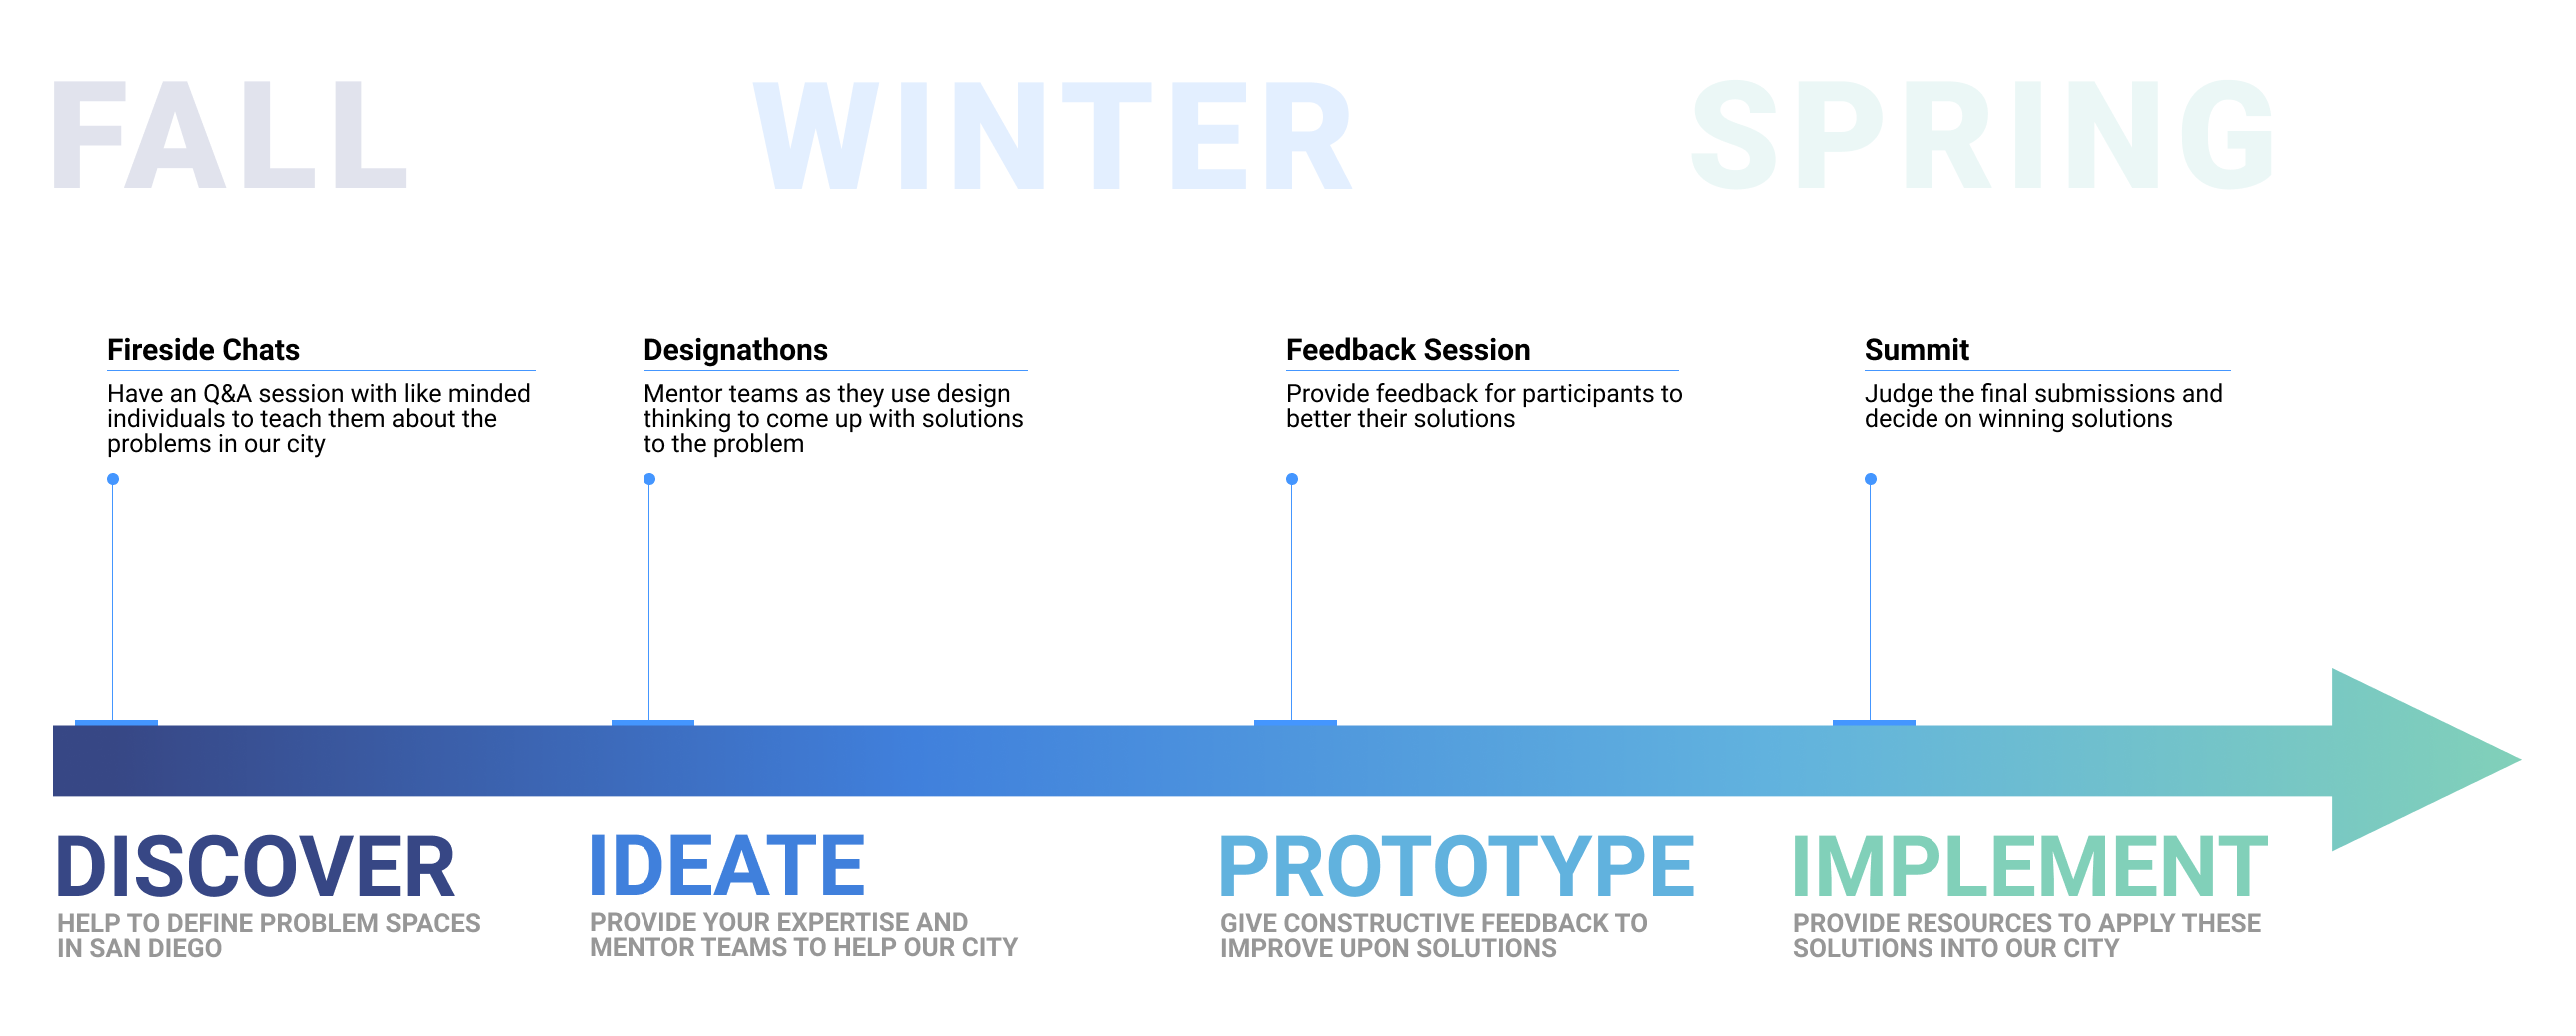 FALL
WINTER
SPRING
Fireside Chats
Have an Q&A session with like minded
individuals to teach them about the
problems in our city
Designathons
Mentor teams as they use design
thinking to come up with solutions
to the problem
Feedback Session
Provide feedback for participants to
better their solutions
Summit
Judge the final submissions and
decide on winning solutions
DISCOVER
HELP TO DEFINE PROBLEM SPACES
IN SAN DIEGO
IDEATE
PROVIDE YOUR EXPERTISE AND
MENTOR TEAMS TO HELP OUR CITY
PROTOTYPE
GIVE CONSTRUCTIVE FEEDBACK TO
IMPROVE UPON SOLUTIONS
IMPLEMENT
PROVIDE RESOURCES TO APPLY THESE
SOLUTIONS INTO OUR CITY